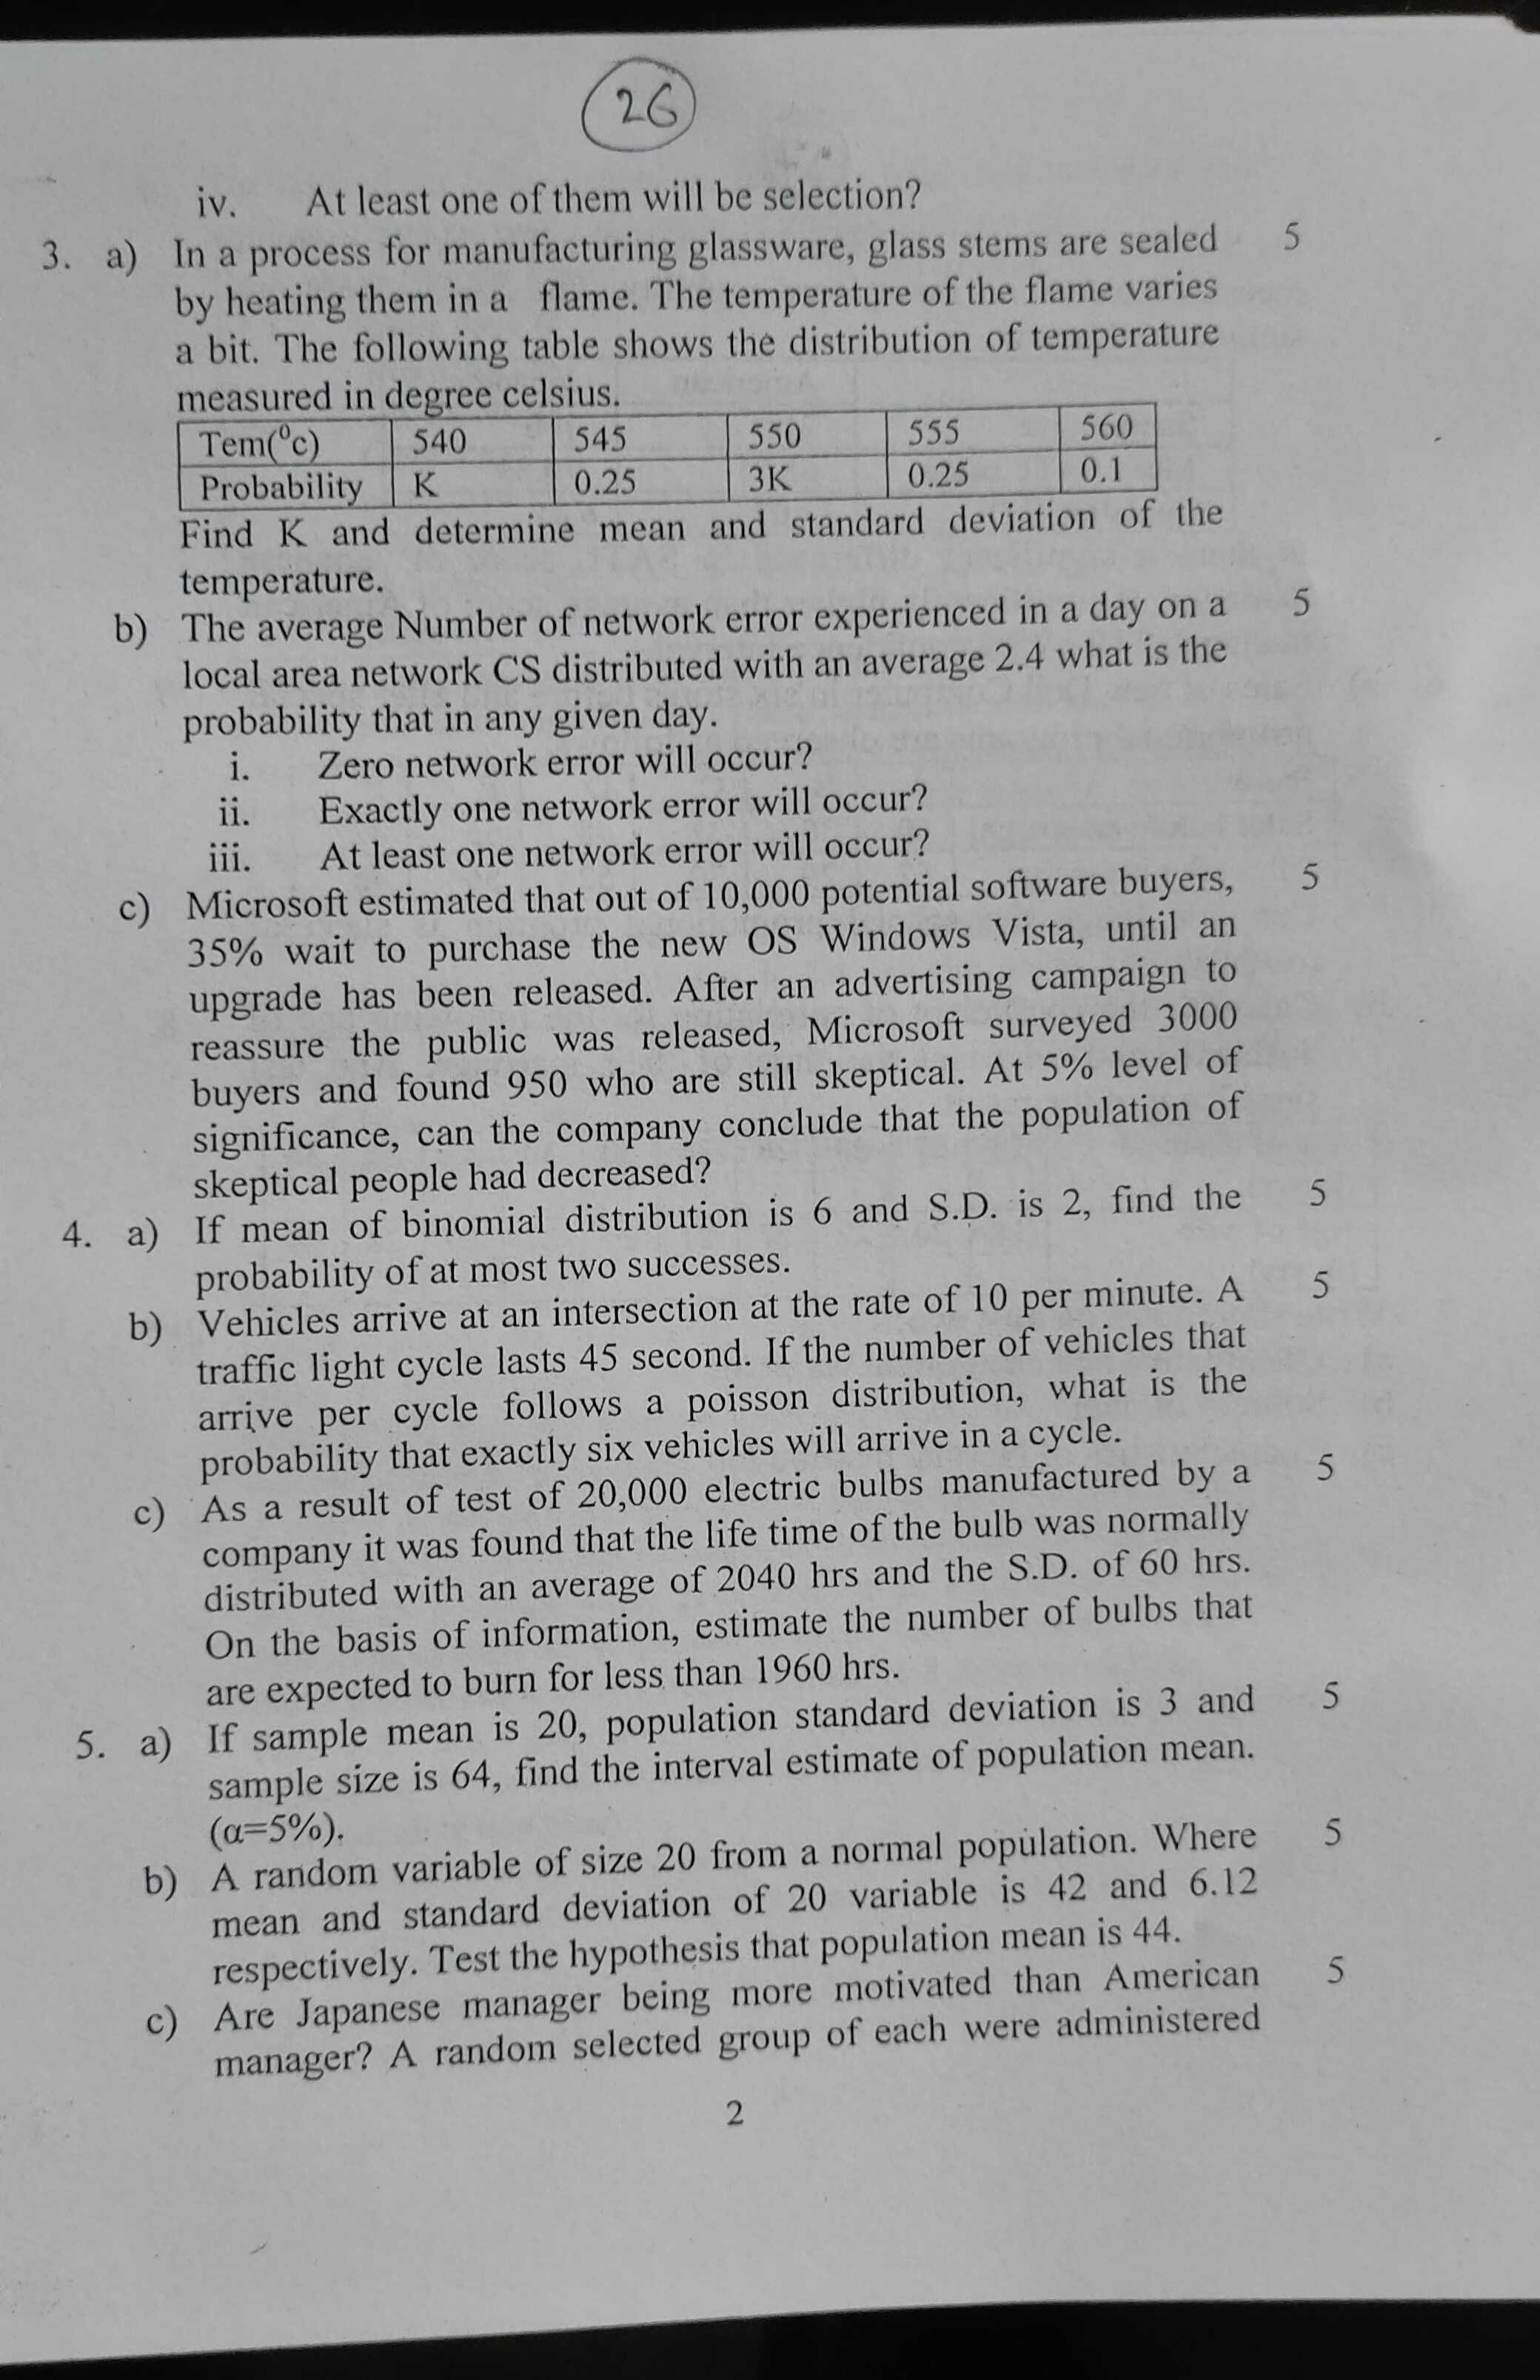 26
iv. At least one of them will be selection?
3. a) In a process for manufacturing glassware, glass stems are sealed 5
by heating them in a flame. The temperature of the flame varies
a bit. The following table shows the distribution of temperature
measured in degree celsius.
Tem(⁰c) 540 545 550 555 560
Probability K 0.25 3K 0.25 0.1
Find K and determine mean and standard deviation of the
temperature.
b) The average Number of network error experienced in a day on a 5
local area network CS distributed with an average 2.4 what is the
probability that in any given day.
i. Zero network error will occur?
ii. Exactly one network error will occur?
iii. At least one network error will occur?
c) Microsoft estimated that out of 10,000 potential software buyers, 5
35% wait to purchase the new OS Windows Vista, until an
upgrade has been released. After an advertising campaign to
reassure the public was released, Microsoft surveyed 3000
buyers and found 950 who are still skeptical. At 5% level of
significance, can the company conclude that the population of
skeptical people had decreased?
4. a) If mean of binomial distribution is 6 and S.D. is 2, find the 5
probability of at most two successes.
b) Vehicles arrive at an intersection at the rate of 10 per minute. A 5
traffic light cycle lasts 45 second. If the number of vehicles that
arrive per cycle follows a poisson distribution, what is the
probability that exactly six vehicles will arrive in a cycle.
c) As a result of test of 20,000 electric bulbs manufactured by a 5
company it was found that the life time of the bulb was normally
distributed with an average of 2040 hrs and the S.D. of 60 hrs.
On the basis of information, estimate the number of bulbs that
are expected to burn for less than 1960 hrs.
5. a) If sample mean is 20, population standard deviation is 3 and 5
sample size is 64, find the interval estimate of population mean.
(α=5%).
b) A random variable of size 20 from a normal population. Where 5
mean and standard deviation of 20 variable is 42 and 6.12
respectively. Test the hypothesis that population mean is 44.
c) Are Japanese manager being more motivated than American 5
manager? A random selected group of each were administered
2